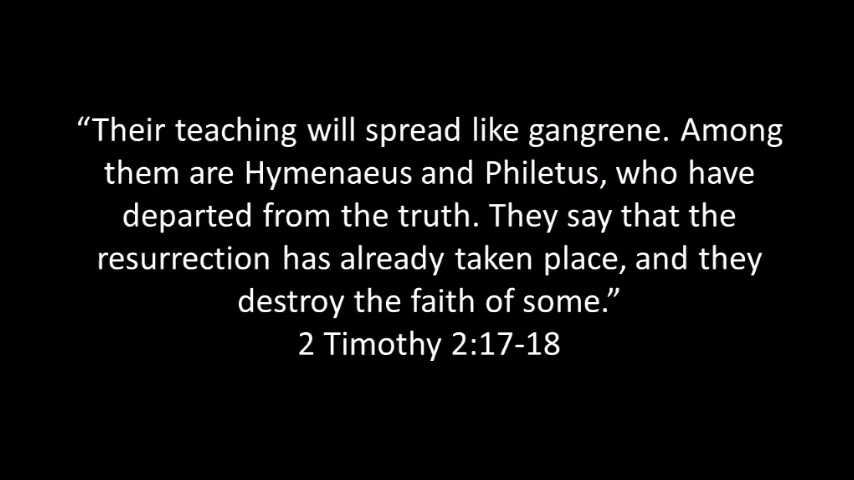 “Their teaching will spread like gangrene. Among
them are Hymenaeus and Philetus, who have
departed from the truth. They say that the
resurrection has already taken place, and they
destroy the faith of some.”
2 Timothy 2:17-18